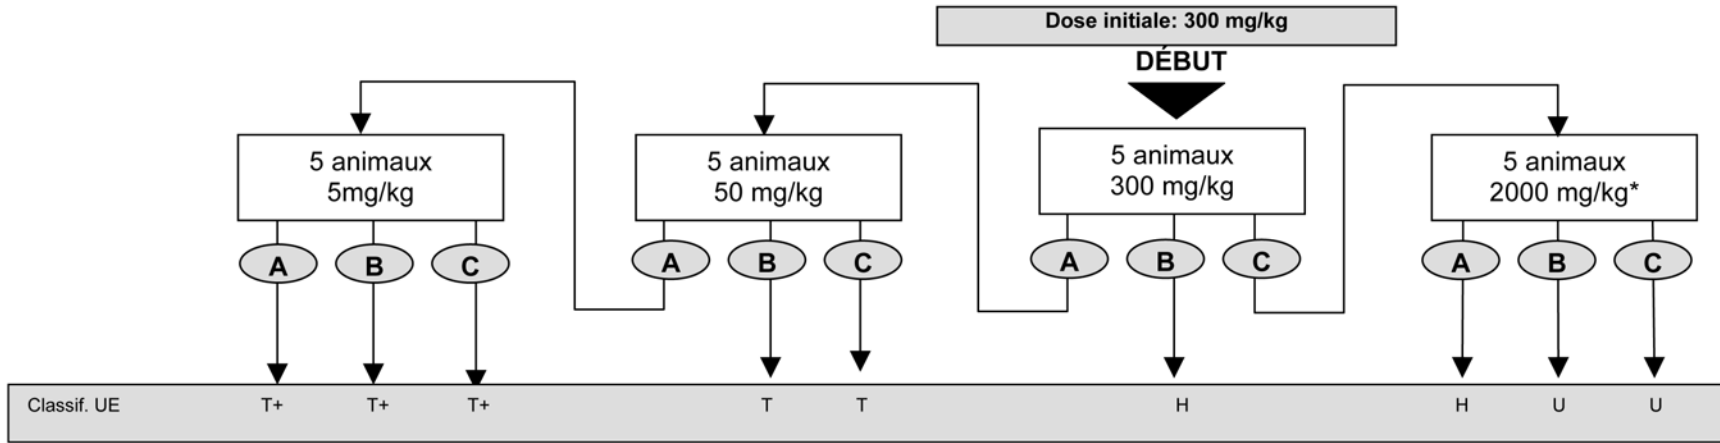 Dose initiale: 300 mg/kg
DÉBUT
5 animaux
5mg/kg
5 animaux
50 mg/kg
5 animaux
300 mg/kg
5 animaux
2000 mg/kg*
A B C A B C A B C A B C
Classif. UE T+ T+ T+ T T H H U U